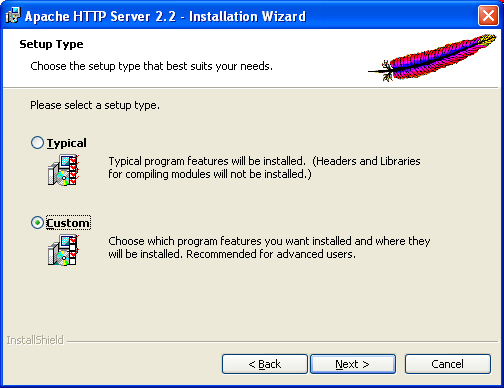 Apache HTTP Server 2.2 - Installation Wizard
Setup Type
Choose the setup type that best suits your needs.
Please select a setup type.
Typical
Typical program features will be installed.  (Headers and Libraries
for compiling modules will not be installed.)
Custom
Choose which program features you want installed and where they
will be installed. Recommended for advanced users.
InstallShield
< Back
Next >
Cancel